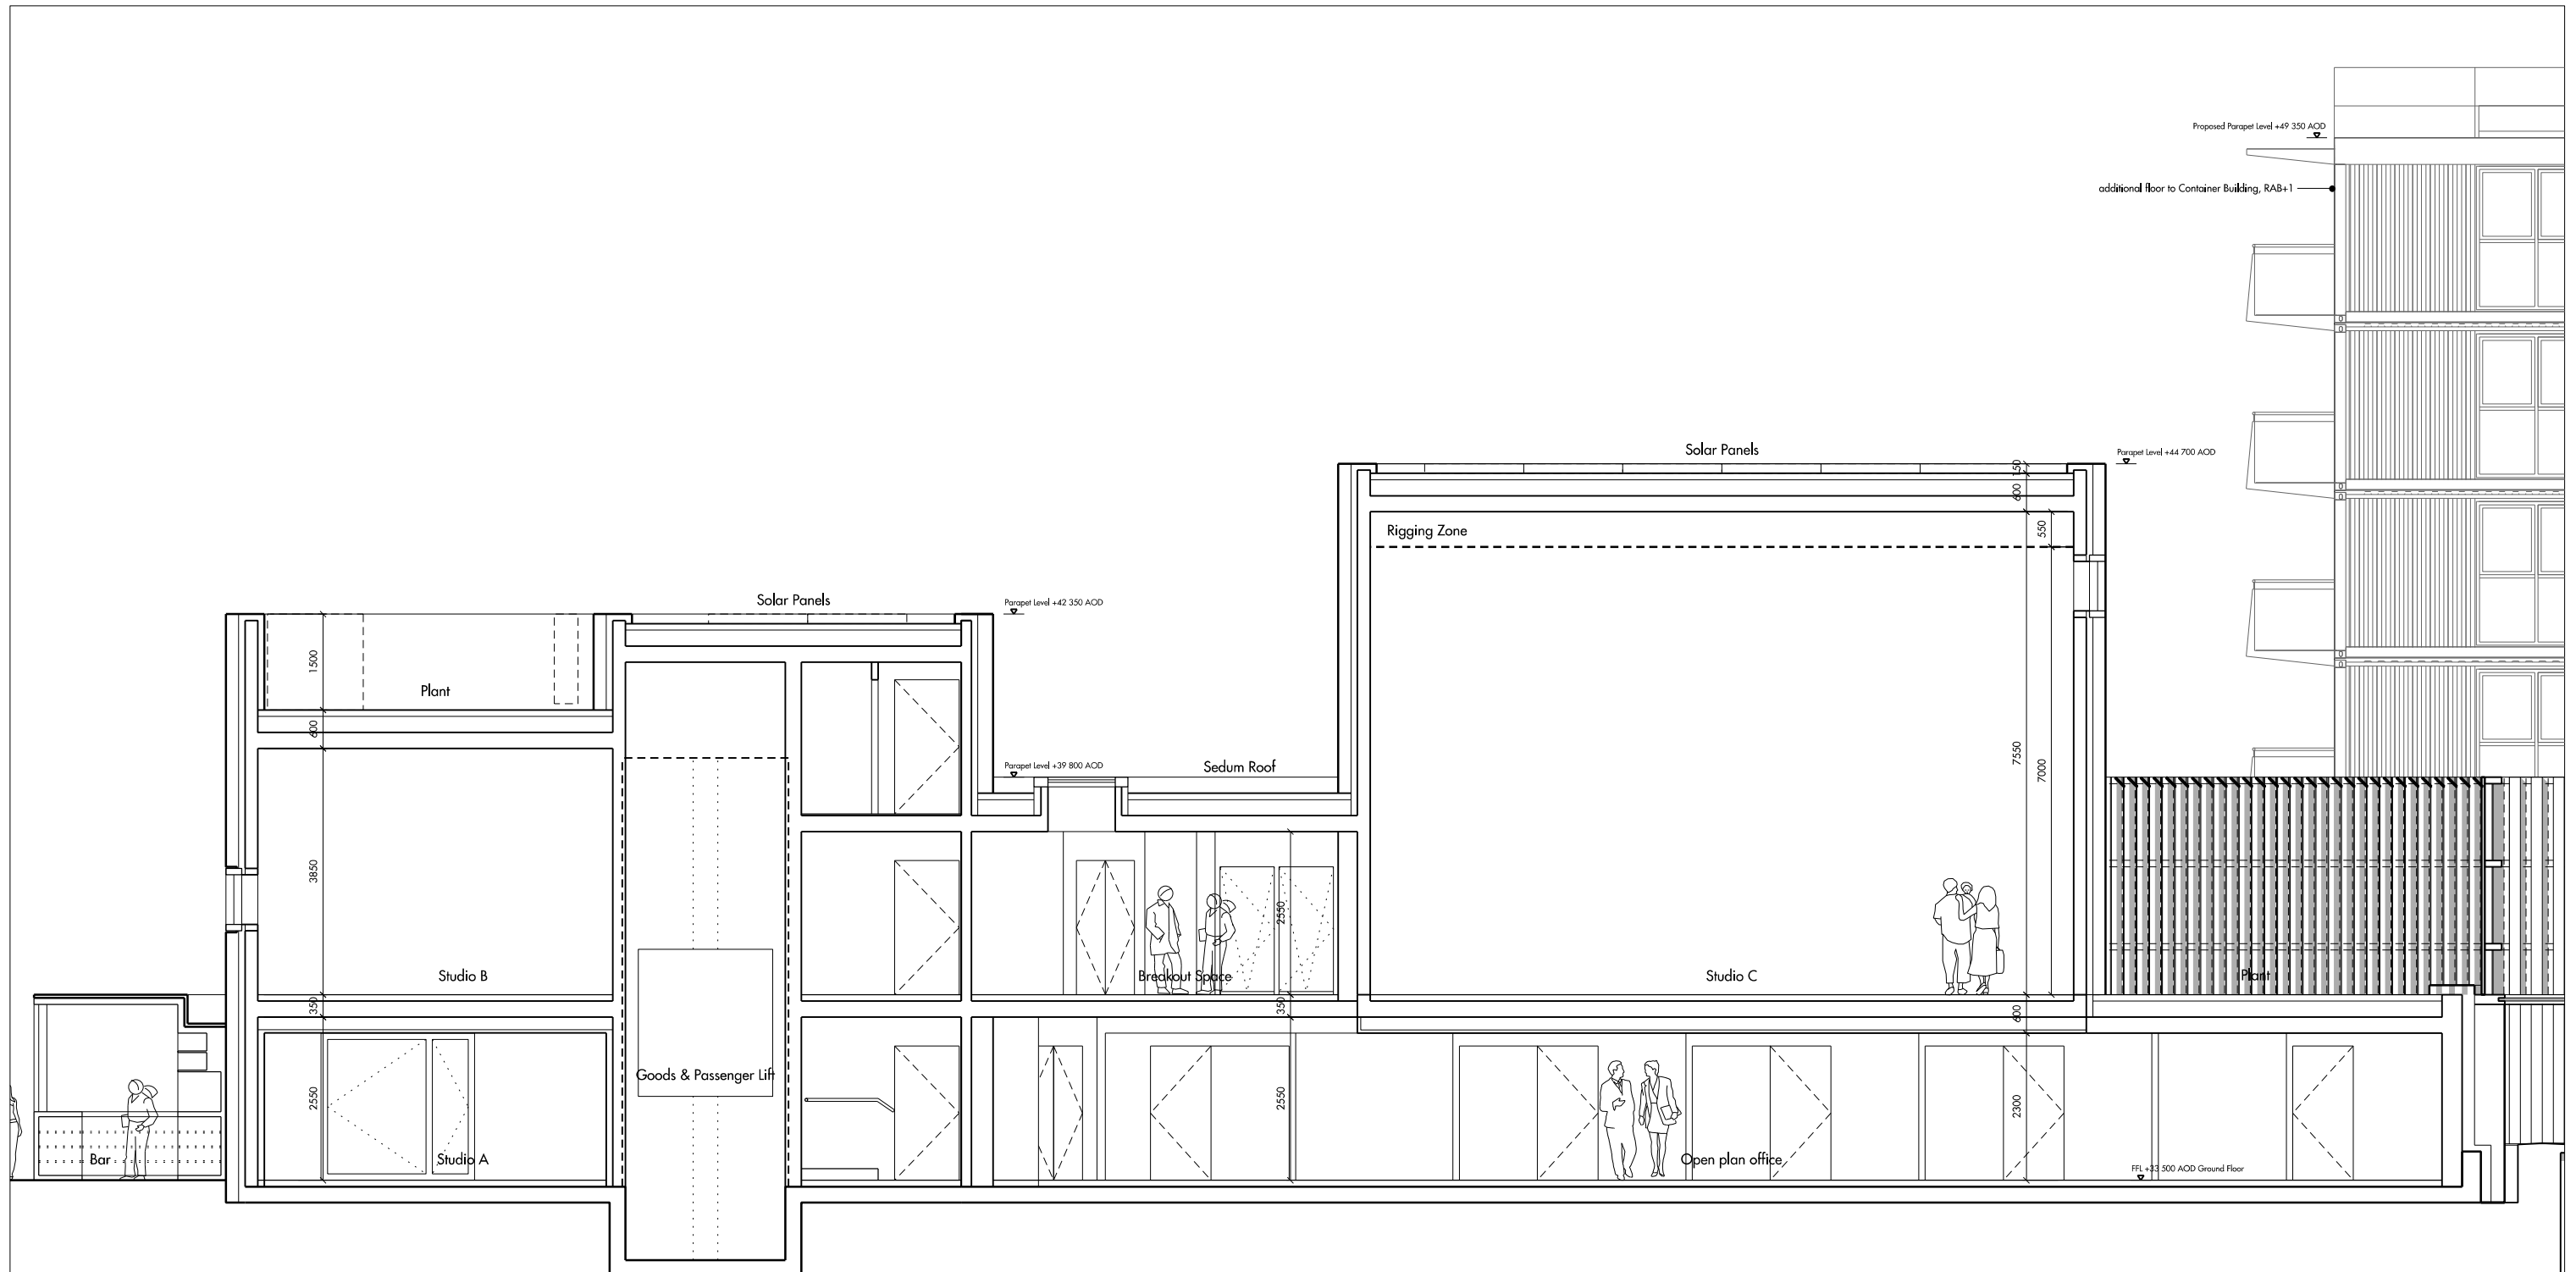 Proposed Parapet Level +49 350 AOD
additional floor to Container Building, RAB+1
Solar Panels
Parapet Level +44 700 AOD
150
600
Rigging Zone
550
Solar Panels
Parapet Level +42 350 AOD
1500
Plant
600
Parapet Level +39 800 AOD
Sedum Roof
7550
7000
3850
2550
Studio B
Breakout Space
Studio C
Plant
350
350
600
Goods & Passenger Lift
2550
2550
2300
Bar
Studio A
Open plan office
FFL +33 500 AOD Ground Floor